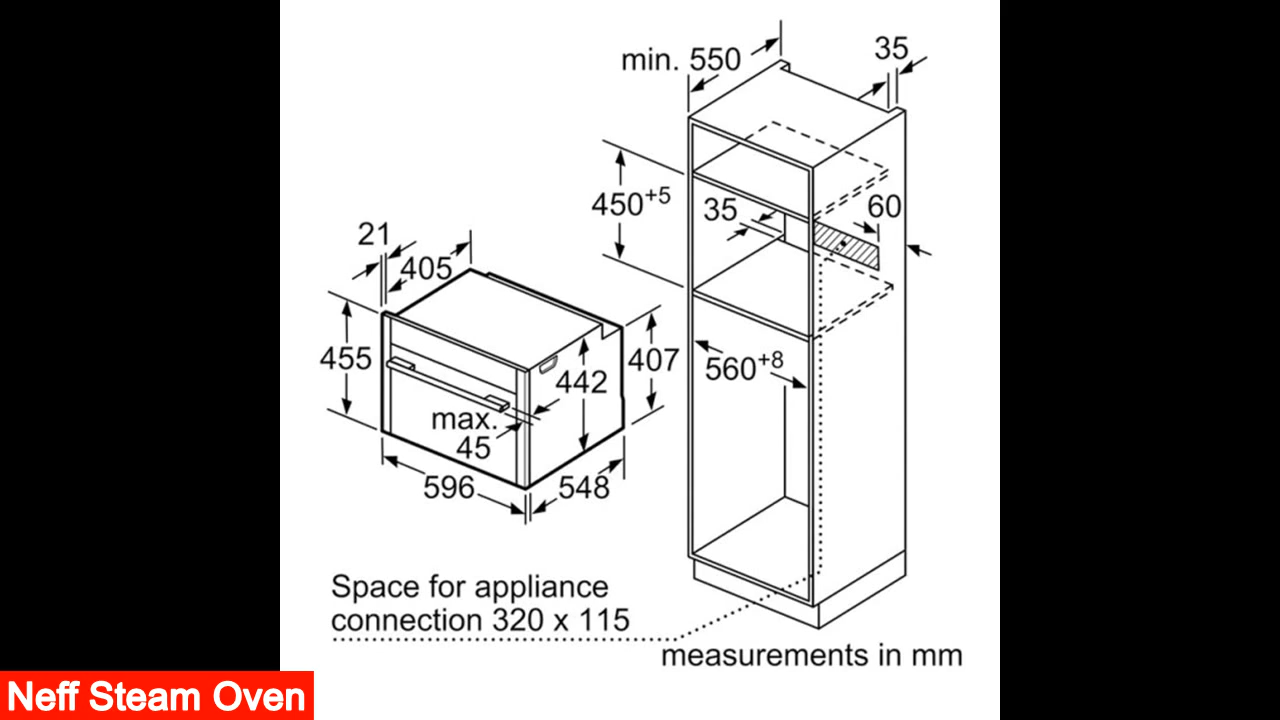 min. 550
35
450+5
35
60
21
405
455
407
442
560+8
max.
45
596
548
Space for appliance
connection 320 x 115
measurements in mm
Neff Steam Oven